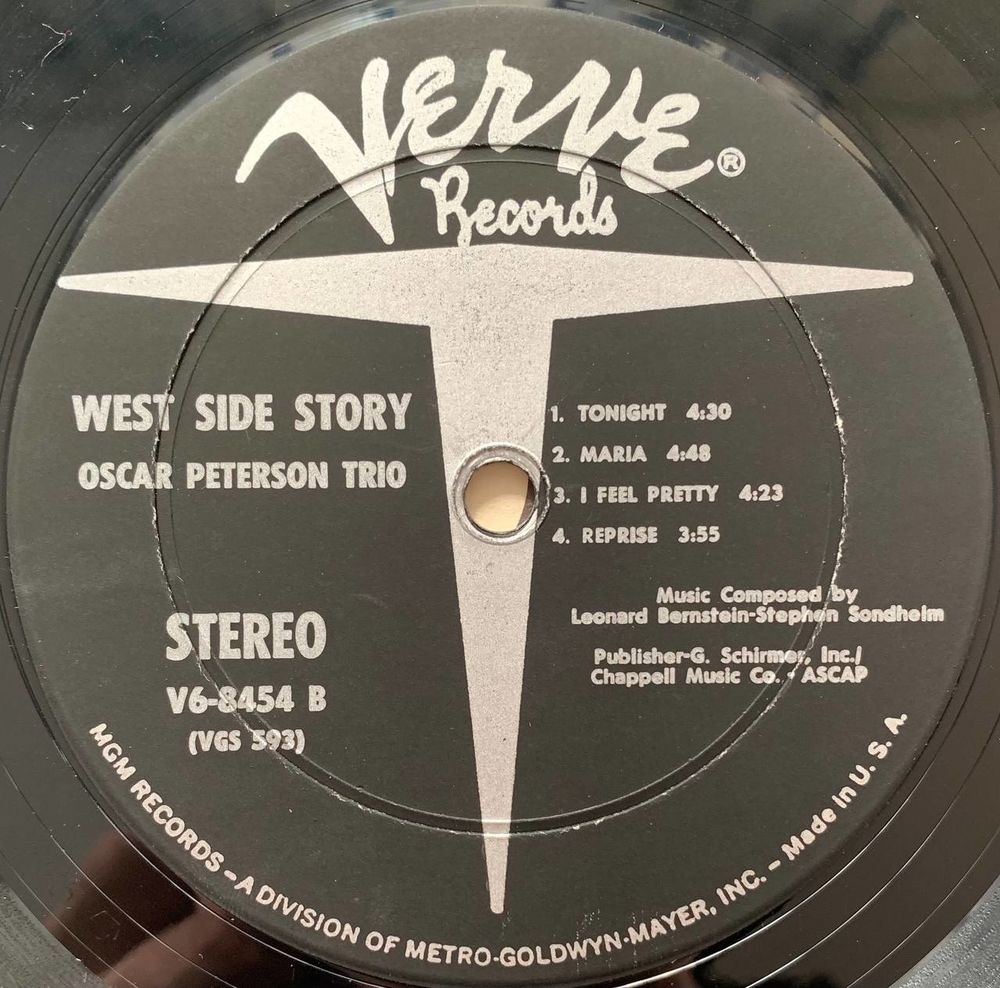 Verve®
Records
WEST SIDE STORY
OSCAR PETERSON TRIO
1. TONIGHT 4:30
2. MARIA 4:48
3. I FEEL PRETTY 4:23
4. REPRISE 3:55
Music Composed by
Leonard Bernstein-Stephen Sondheim
Publisher-G. Schirmer, Inc./
Chappell Music Co. • ASCAP
STEREO
V6-8454 B
(VGS 593)
MGM RECORDS – A DIVISION OF METRO-GOLDWYN-MAYER, INC. – Made in U. S. A.